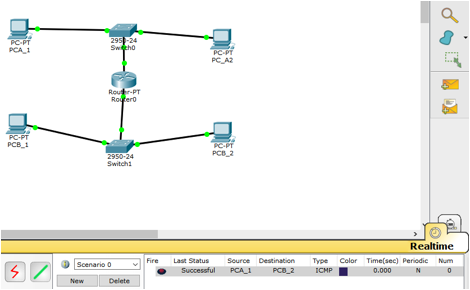 PC-PT
PCA_1
2950-24
Switch0
PC-PT
PC_A2
Router-PT
Router0
PC-PT
PCB_1
2950-24
Switch1
PC-PT
PCB_2
Realtime
Scenario 0
New Delete
Fire Last Status Source Destination Type Color Time(sec) Periodic Num
Successful PCA_1 PCB_2 ICMP 0.000 N 0